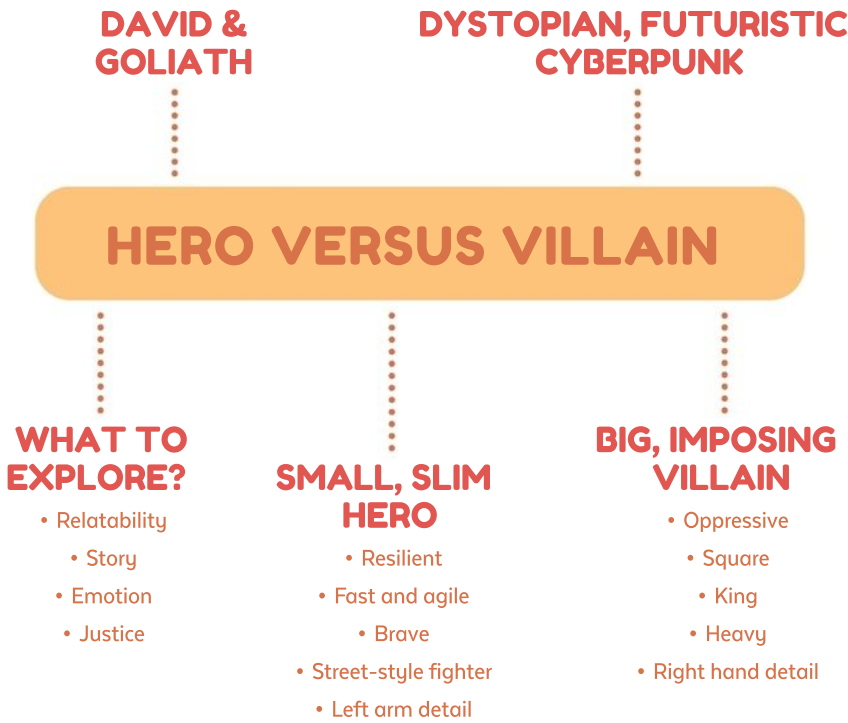 DAVID &
GOLIATH
DYSTOPIAN, FUTURISTIC
CYBERPUNK
HERO VERSUS VILLAIN
WHAT TO
EXPLORE?
• Relatability
• Story
• Emotion
• Justice
SMALL, SLIM
HERO
• Resilient
• Fast and agile
• Brave
• Street-style fighter
• Left arm detail
BIG, IMPOSING
VILLAIN
• Oppressive
• Square
• King
• Heavy
• Right hand detail